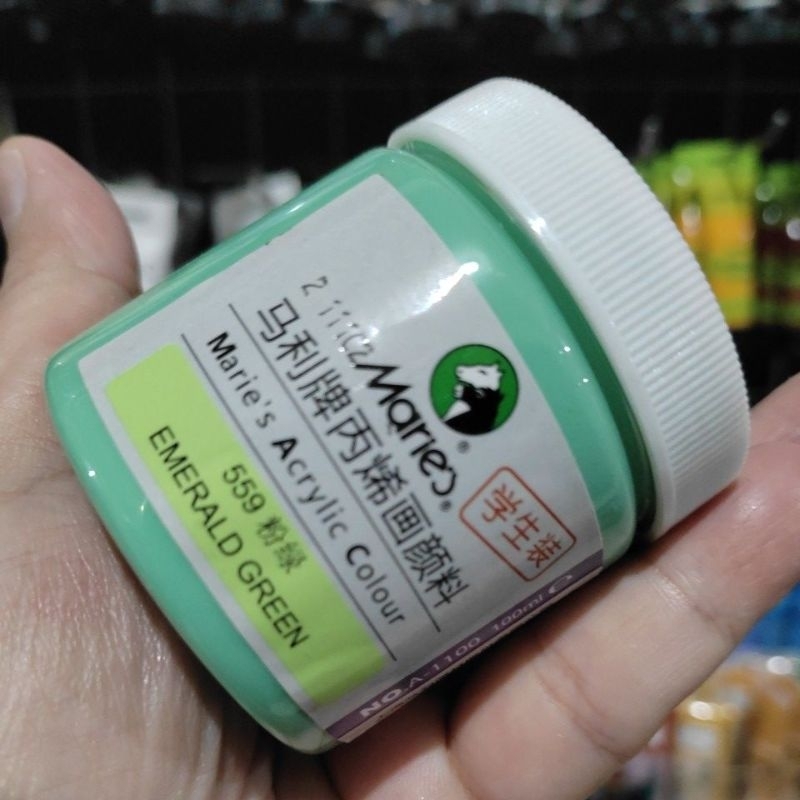 Marie's®
®
马利牌丙烯画颜料
学生装
Marie's Acrylic Colour
559 粉绿
EMERALD GREEN
NO.A-1100 100ml e